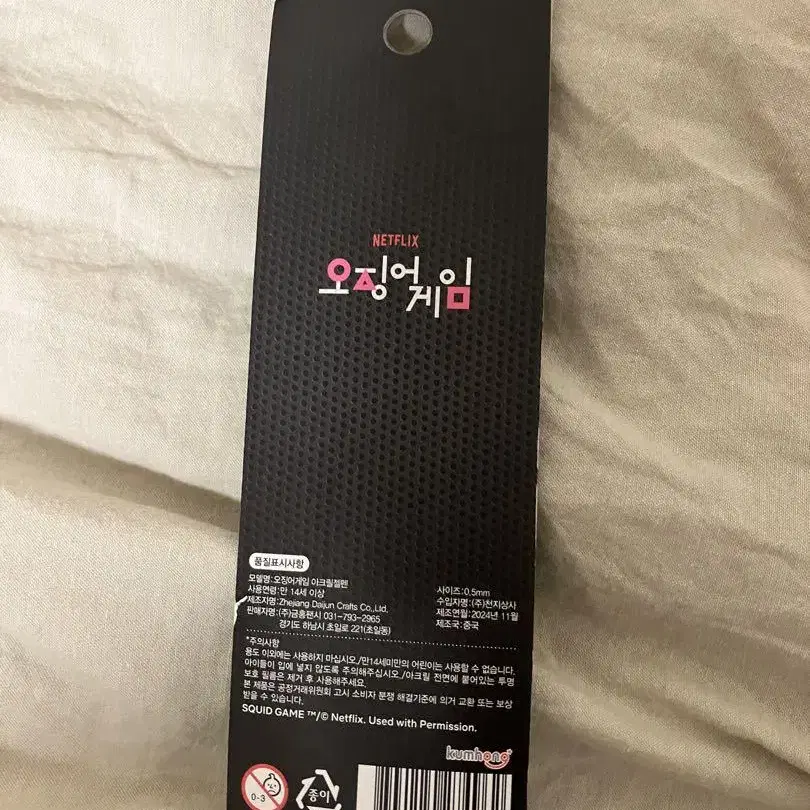 NETFLIX
오징어게임
품질표시사항
모델명:오징어게임 아크릴젤펜
사용연령:만 14세 이상
제조자명:Zhejiang Daijun Crafts Co.,Ltd,
판매자명:(주)금홍팬시 031-793-2965
경기도 하남시 초일로 221(초일동)
사이즈:0.5mm
수입자명:(주)천지상사
제조연월:2024년 11월
제조국:중국
*주의사항
용도 이외에는 사용하지 마십시오./만14세미만의 어린이는 사용할 수 없습니다.
아이들이 입에 넣지 않도록 주의해주십시오./아크릴 전면에 붙어있는 투명
보호 필름은 제거 후 사용해주세요.
본 제품은 공정거래위원회 고시 소비자 분쟁 해결기준에 의거 교환 또는 보상
받을 수 있습니다.
SQUID GAME ™/© Netflix. Used with Permission.
kumhong
0-3
종이